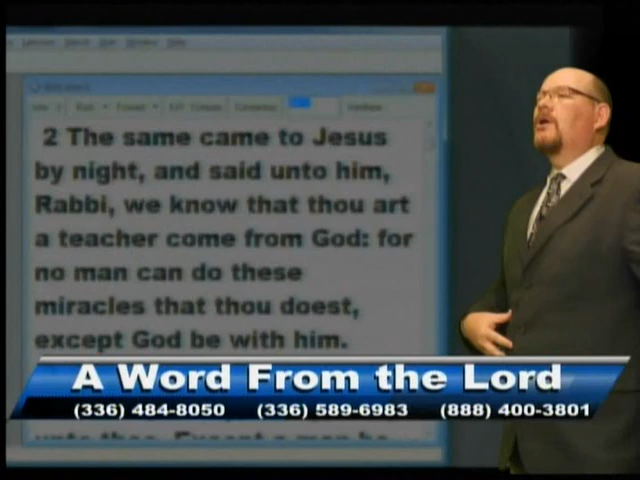 2 The same came to Jesus
by night, and said unto him,
Rabbi, we know that thou art
a teacher come from God: for
no man can do these
miracles that thou doest,
except God be with him.
A Word From the Lord
(336) 484-8050 (336) 589-6983 (888) 400-3801